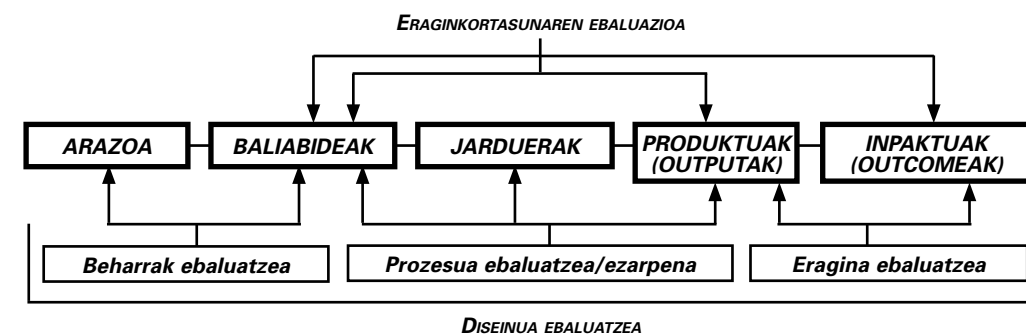 ERAGINKORTASUNAREN EBALUAZIOA
ARAZOA
BALIABIDEAK
JARDUERAK
PRODUKTUAK
(OUTPUTAK)
INPAKTUAK
(OUTCOMEAK)
Beharrak ebaluatzea
Prozesua ebaluatzea/ezarpena
Eragina ebaluatzea
DISEINUA EBALUATZEA